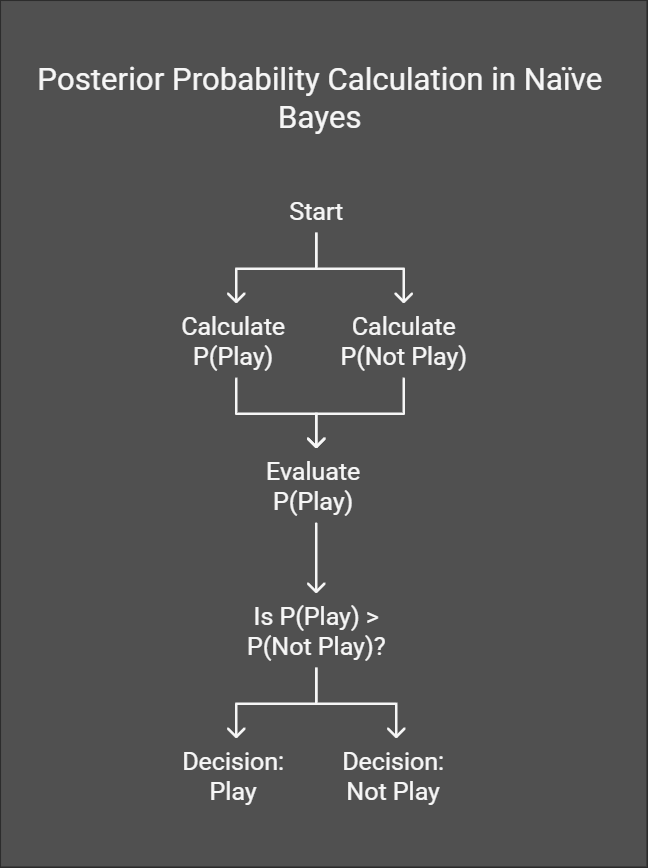 Posterior Probability Calculation in Naïve
Bayes
Start
Calculate
P(Play)
Calculate
P(Not Play)
Evaluate
P(Play)
Is P(Play) >
P(Not Play)?
Decision:
Play
Decision:
Not Play